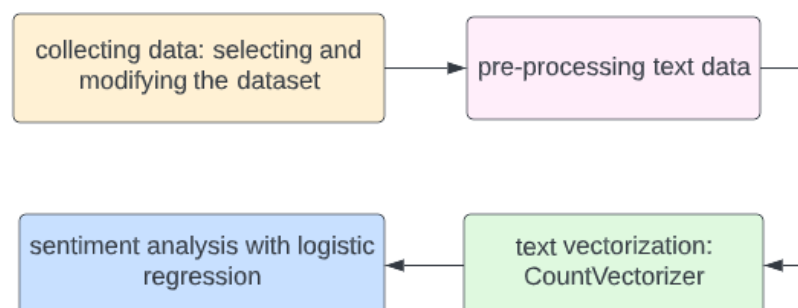 collecting data: selecting and
modifying the dataset
pre-processing text data
sentiment analysis with logistic
regression
text vectorization:
CountVectorizer